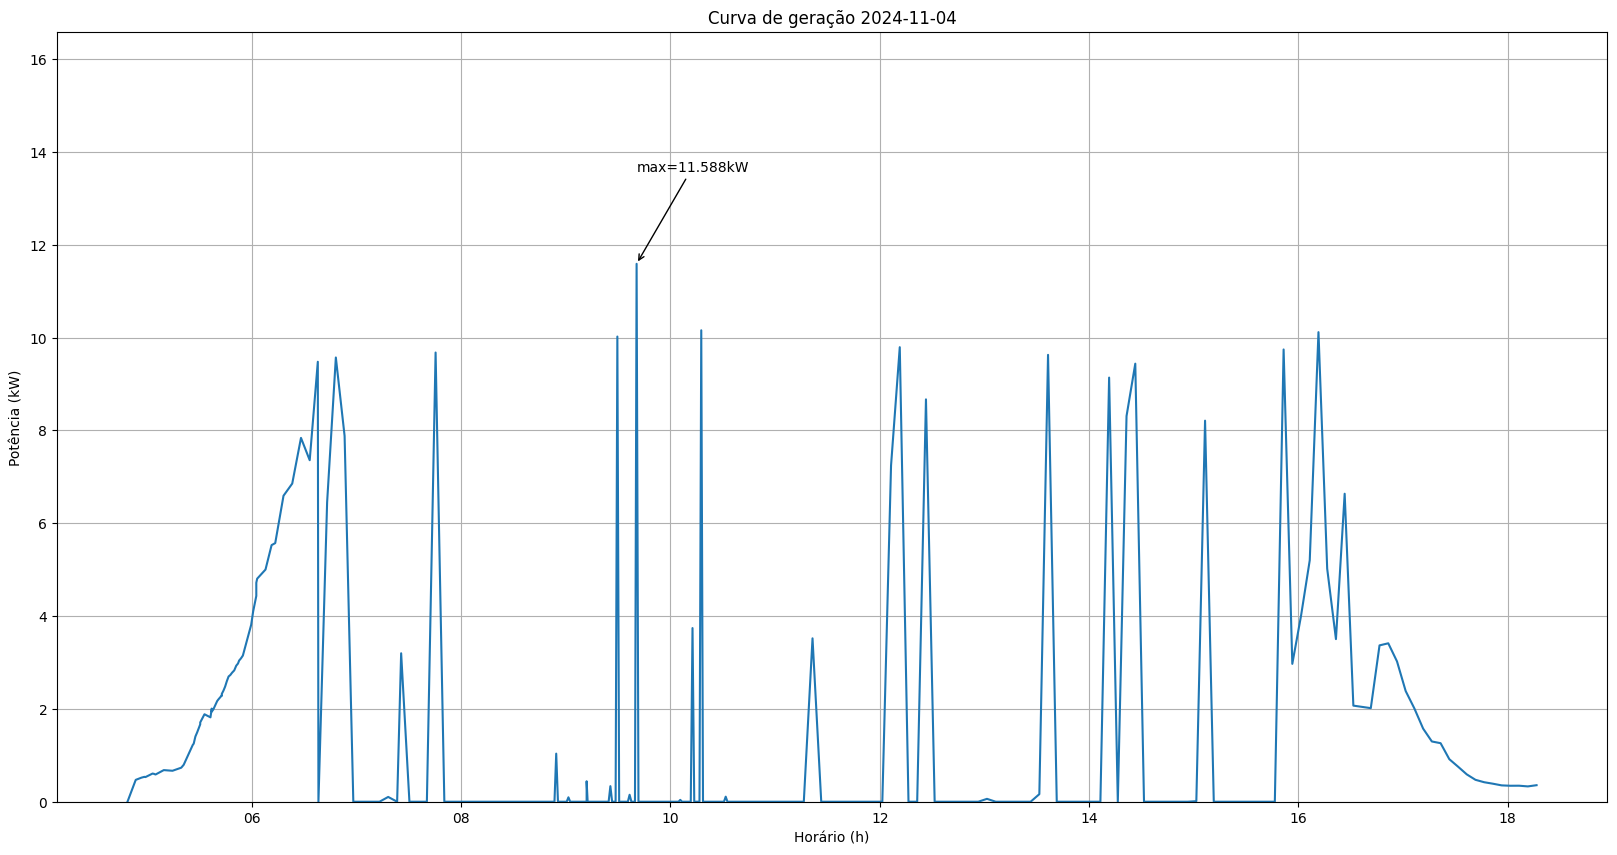 Curva de geração 2024-11-04
16
14
max=11.588kW
12
10
8
6
4
2
0
Potência (kW)
06 08 10 12 14 16 18
Horário (h)